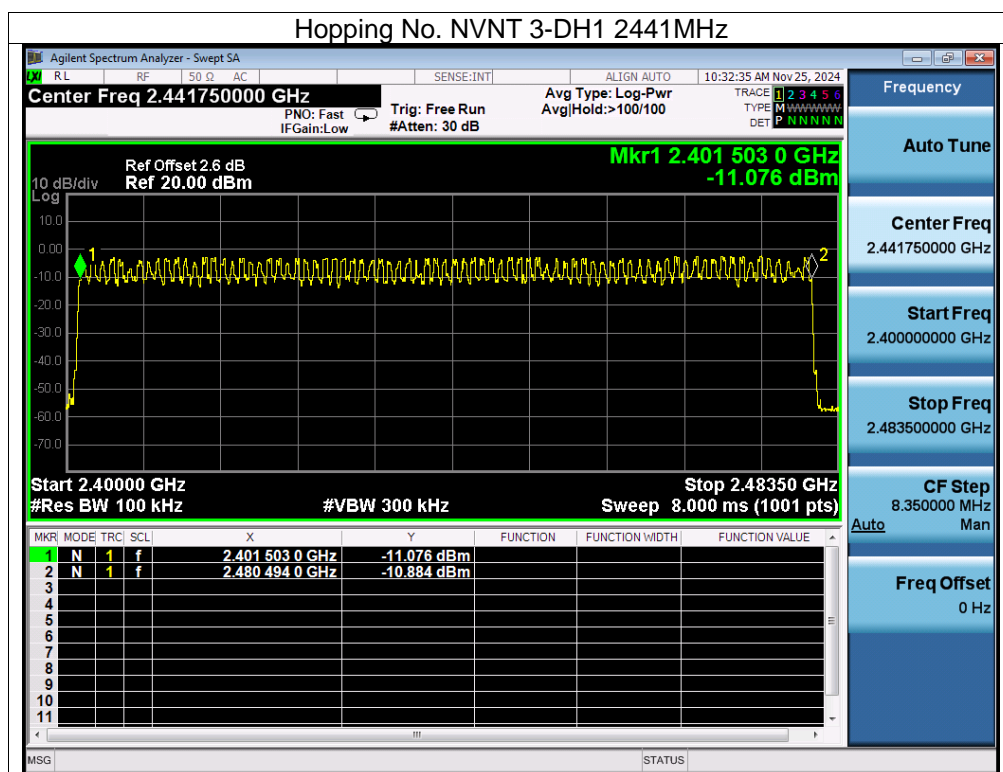 Hopping No. NVNT 3-DH1 2441MHz
Agilent Spectrum Analyzer - Swept SA
LXI RL RF 50 Ω AC SENSE:INT ALIGN AUTO 10:32:35 AM Nov 25, 2024
Center Freq 2.441750000 GHz
PNO: Fast
IFGain:Low
Trig: Free Run
#Atten: 30 dB
Avg Type: Log-Pwr
Avg|Hold:>100/100
TRACE 1 2 3 4 5 6
TYPE M WWWWW
DET P N N N N N
Frequency
Auto Tune
Center Freq
2.441750000 GHz
Start Freq
2.400000000 GHz
Stop Freq
2.483500000 GHz
CF Step
8.350000 MHz
Auto Man
Freq Offset
0 Hz
Ref Offset 2.6 dB
10 dB/div Ref 20.00 dBm
Log
Mkr1 2.401 503 0 GHz
-11.076 dBm
10.0
0.00
-10.0
-20.0
-30.0
-40.0
-50.0
-60.0
-70.0
1
2
Start 2.40000 GHz Stop 2.48350 GHz
#Res BW 100 kHz #VBW 300 kHz Sweep 8.000 ms (1001 pts)
MKR MODE TRC SCL X Y FUNCTION FUNCTION WIDTH FUNCTION VALUE
1 N 1 f 2.401 503 0 GHz -11.076 dBm
2 N 1 f 2.480 494 0 GHz -10.884 dBm
3
4
5
6
7
8
9
10
11
MSG STATUS